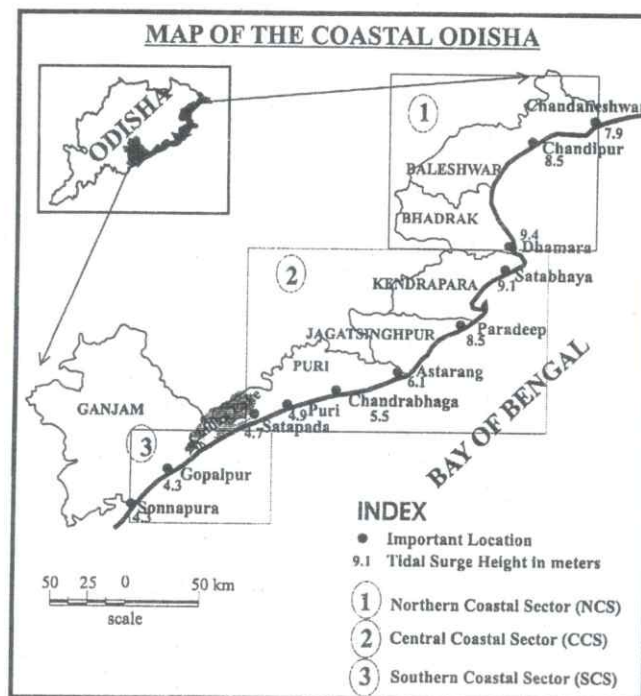 MAP OF THE COASTAL ODISHA
ODISHA
1
Chandaneshwar
7.9
Chandipur
8.5
BALESHWAR
BHADRAK
9.4
Dhamara
2
KENDRAPARA
Satabhaya
9.1
JAGATSINGHPUR
Paradeep
8.5
PURI
Astarang
6.1
Chandrabhaga
5.5
Puri
4.9
Satapada
4.7
GANJAM
BAY OF BENGAL
3
Gopalpur
4.3
Sonnapura
4.3
INDEX
Important Location
9.1 Tidal Surge Height in meters
1 Northern Coastal Sector (NCS)
2 Central Coastal Sector (CCS)
3 Southern Coastal Sector (SCS)
50 25 0 50 km
scale